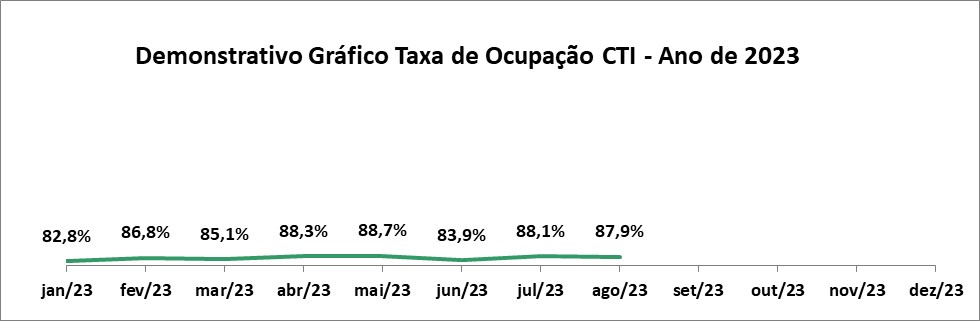 Demonstrativo Gráfico Taxa de Ocupação CTI - Ano de 2023
82,8% 86,8% 85,1% 88,3% 88,7% 83,9% 88,1% 87,9%
jan/23 fev/23 mar/23 abr/23 mai/23 jun/23 jul/23 ago/23 set/23 out/23 nov/23 dez/23